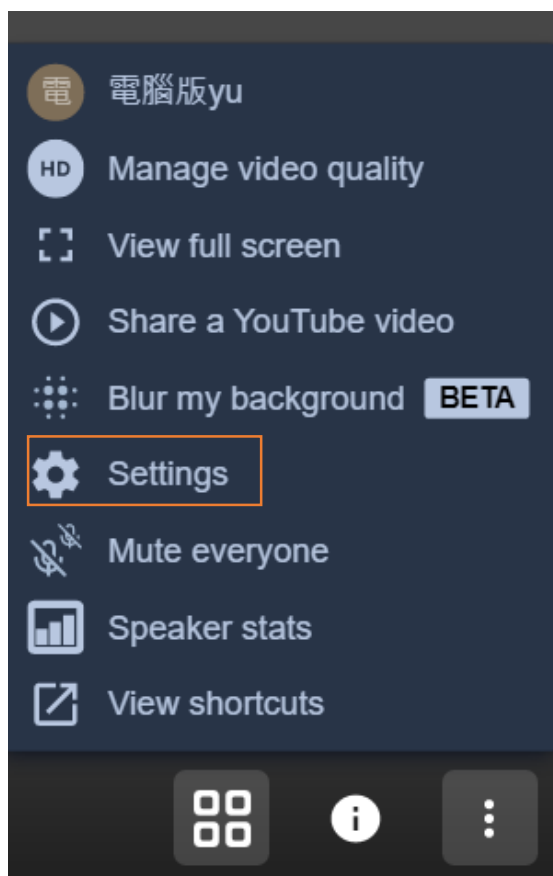 電 電腦版yu
HD Manage video quality
View full screen
Share a YouTube video
Blur my background BETA
Settings
Mute everyone
Speaker stats
View shortcuts
i